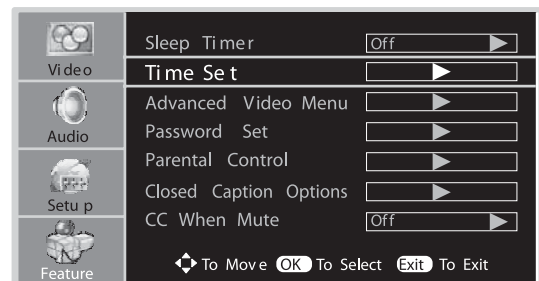 Video
Audio
Setup
Feature
Sleep Timer Off
Time Set
Advanced Video Menu
Password Set
Parental Control
Closed Caption Options
CC When Mute Off
To Move OK To Select Exit To Exit